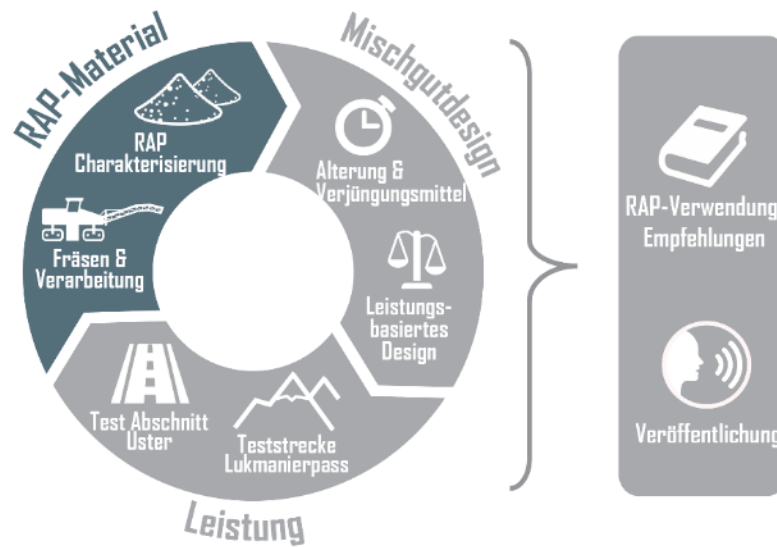 RAP-Material
RAP
Charakterisierung
Fräsen &
Verarbeitung
Mischgutdesign
Alterung &
Verjüngungsmittel
Leistungs-
basiertes
Design
Test Abschnitt
Uster
Teststrecke
Lukmanierpass
Leistung
RAP-Verwendung
Empfehlungen
Veröffentlichung